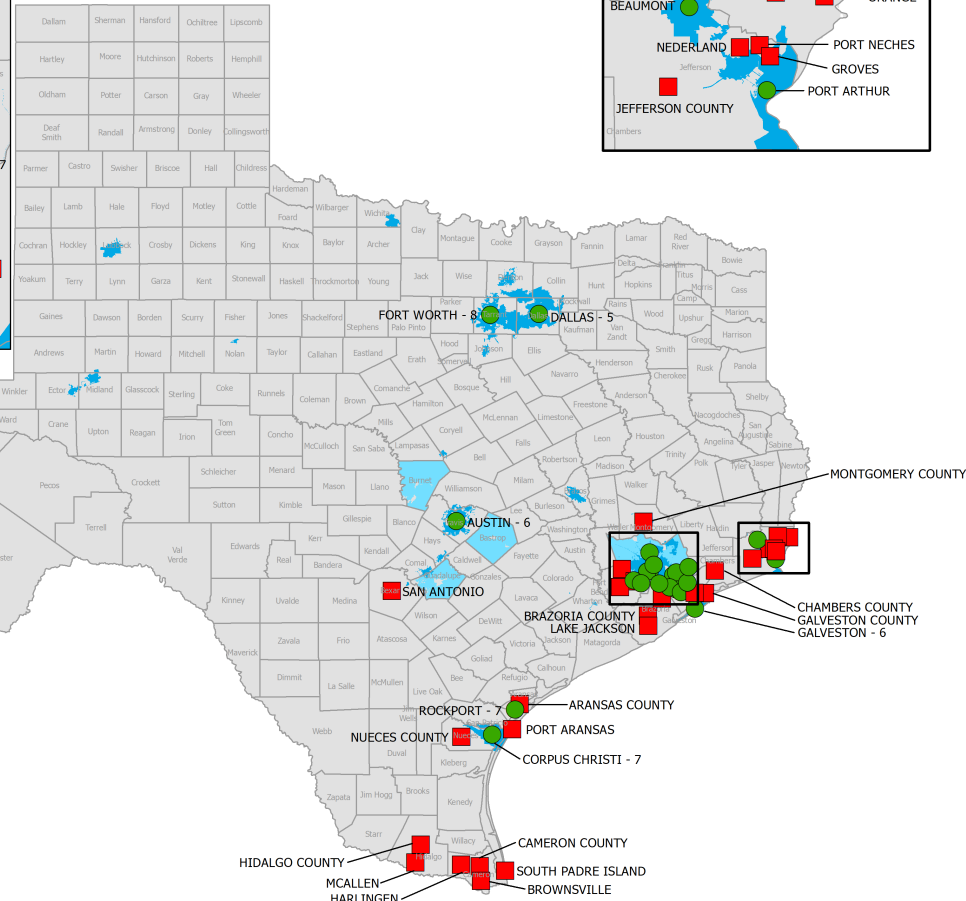 BEAUMONT
NEDERLAND
PORT NECHES
GROVES
Jefferson
PORT ARTHUR
JEFFERSON COUNTY
Chambers
7
Dallam Sherman Hansford Ochiltree Lipscomb
Hartley Moore Hutchinson Roberts Hemphill
Oldham Potter Carson Gray Wheeler
Deaf Smith Randall Armstrong Donley Collingsworth
Parmer Castro Swisher Briscoe Hall Childress
Hardeman
Bailey Lamb Hale Floyd Motley Cottle Foard Wilbarger Wichita
Clay Montague Cooke Grayson Fannin Lamar Red River Bowie
Cochran Hockley Crosby Dickens King Knox Baylor Archer
Delta Franklin Titus Morris Cass
Yoakum Terry Lynn Garza Kent Stonewall Haskell Throckmorton Young Jack Wise Collin Hunt Hopkins Camp
Gaines Dawson Borden Scurry Fisher Jones Shackelford Stephens Palo Pinto Parker
FORT WORTH - 8
DALLAS - 5
Kaufman Rains Van Zandt Wood Upshur Marion Harrison Gregg
Andrews Martin Howard Mitchell Nolan Taylor Callahan Eastland Erath Hood Johnson Ellis Henderson Smith Rusk Panola
Winkler Ector Midland Glasscock Sterling Coke Runnels Coleman Brown Comanche Bosque Hill Navarro Anderson Cherokee Shelby
Ward Crane Upton Reagan Irion Tom Green Concho McCulloch San Saba Mills Hamilton Coryell McLennan Limestone Freestone Nacogdoches San Augustine Sabine
Lampasas Bell Falls Robertson Leon Houston Angelina Trinity Polk Tyler Jasper Newton
Pecos Crockett Schleicher Menard Mason Llano Burnet Williamson Milam Madison Walker Grimes
MONTGOMERY COUNTY
Terrell Sutton Kimble Gillespie Blanco Lee Burleson Washington Montgomery Liberty Hardin
AUSTIN - 6
Val Verde Edwards Kerr Real Bandera Kendall Hays Bastrop Fayette Austin Jefferson
Comal Caldwell Guadalupe Gonzales Colorado
SAN ANTONIO
Kinney Uvalde Medina Wilson Lavaca Wharton
CHAMBERS COUNTY
BRAZORIA COUNTY
Brazoria
Galveston
GALVESTON COUNTY
LAKE JACKSON
GALVESTON - 6
Maverick Zavala Frio Atascosa Karnes DeWitt Victoria Jackson Matagorda
Dimmit La Salle McMullen Live Oak Bee Goliad Refugio Calhoun
ROCKPORT - 7
ARANSAS COUNTY
Webb Duval Nueces Kleberg
NUECES COUNTY
PORT ARANSAS
CORPUS CHRISTI - 7
Zapata Jim Hogg Brooks Kenedy
Starr Hidalgo Willacy Cameron
HIDALGO COUNTY
CAMERON COUNTY
MCALLEN
SOUTH PADRE ISLAND
HARLINGEN
BROWNSVILLE